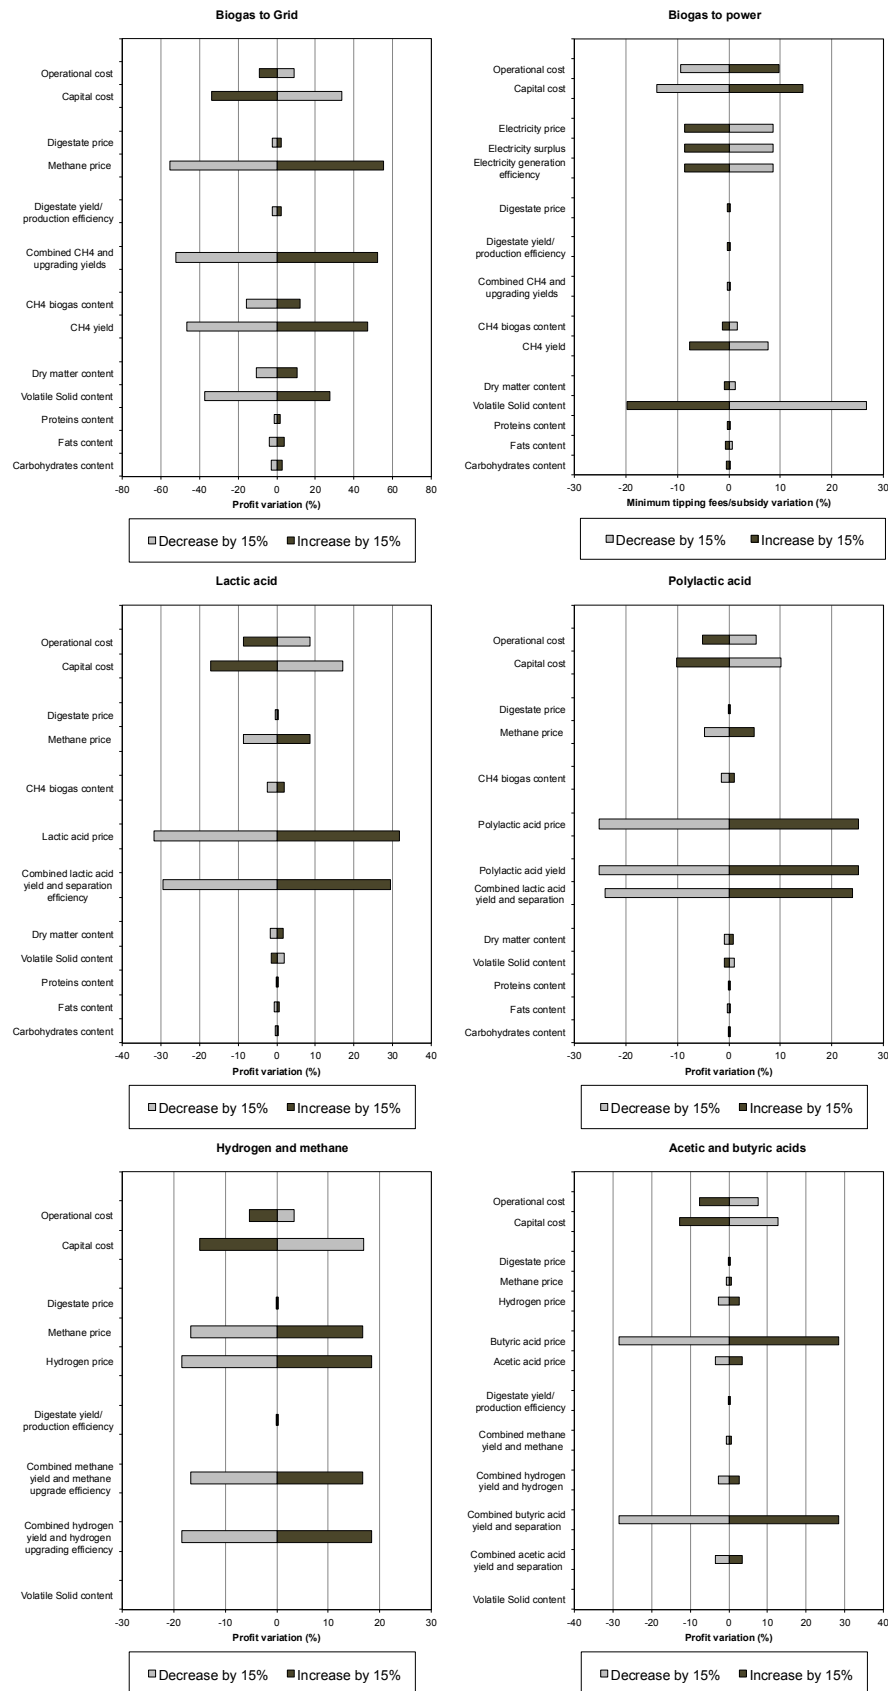 Biogas to Grid
Operational cost
Capital cost
Digestate price
Methane price
Digestate yield/
production efficiency
Combined CH4 and
upgrading yields
CH4 biogas content
CH4 yield
Dry matter content
Volatile Solid content
Proteins content
Fats content
Carbohydrates content
-80 -60 -40 -20 0 20 40 60 80
Profit variation (%)
Decrease by 15% Increase by 15%
Biogas to power
Operational cost
Capital cost
Electricity price
Electricity surplus
Electricity generation
efficiency
Digestate price
Digestate yield/
production efficiency
Combined CH4 and
upgrading yields
CH4 biogas content
CH4 yield
Dry matter content
Volatile Solid content
Proteins content
Fats content
Carbohydrates content
-30 -20 -10 0 10 20 30
Minimum tipping fees/subsidy variation (%)
Decrease by 15% Increase by 15%
Lactic acid
Operational cost
Capital cost
Digestate price
Methane price
CH4 biogas content
Lactic acid price
Combined lactic acid
yield and separation
efficiency
Dry matter content
Volatile Solid content
Proteins content
Fats content
Carbohydrates content
-40 -30 -20 -10 0 10 20 30 40
Profit variation (%)
Decrease by 15% Increase by 15%
Polylactic acid
Operational cost
Capital cost
Digestate price
Methane price
CH4 biogas content
Polylactic acid price
Polylactic acid yield
Combined lactic acid
yield and separation
Dry matter content
Volatile Solid content
Proteins content
Fats content
Carbohydrates content
-30 -20 -10 0 10 20 30
Profit variation (%)
Decrease by 15% Increase by 15%
Hydrogen and methane
Operational cost
Capital cost
Digestate price
Methane price
Hydrogen price
Digestate yield/
production efficiency
Combined methane
yield and methane
upgrade efficiency
Combined hydrogen
yield and hydrogen
upgrading efficiency
Volatile Solid content
-30 -20 -10 0 10 20 30
Profit variation (%)
Decrease by 15% Increase by 15%
Acetic and butyric acids
Operational cost
Capital cost
Digestate price
Methane price
Hydrogen price
Butyric acid price
Acetic acid price
Digestate yield/
production efficiency
Combined methane
yield and methane
Combined hydrogen
yield and hydrogen
Combined butyric acid
yield and separation
Combined acetic acid
yield and separation
Volatile Solid content
-40 -30 -20 -10 0 10 20 30 40
Profit variation (%)
Decrease by 15% Increase by 15%